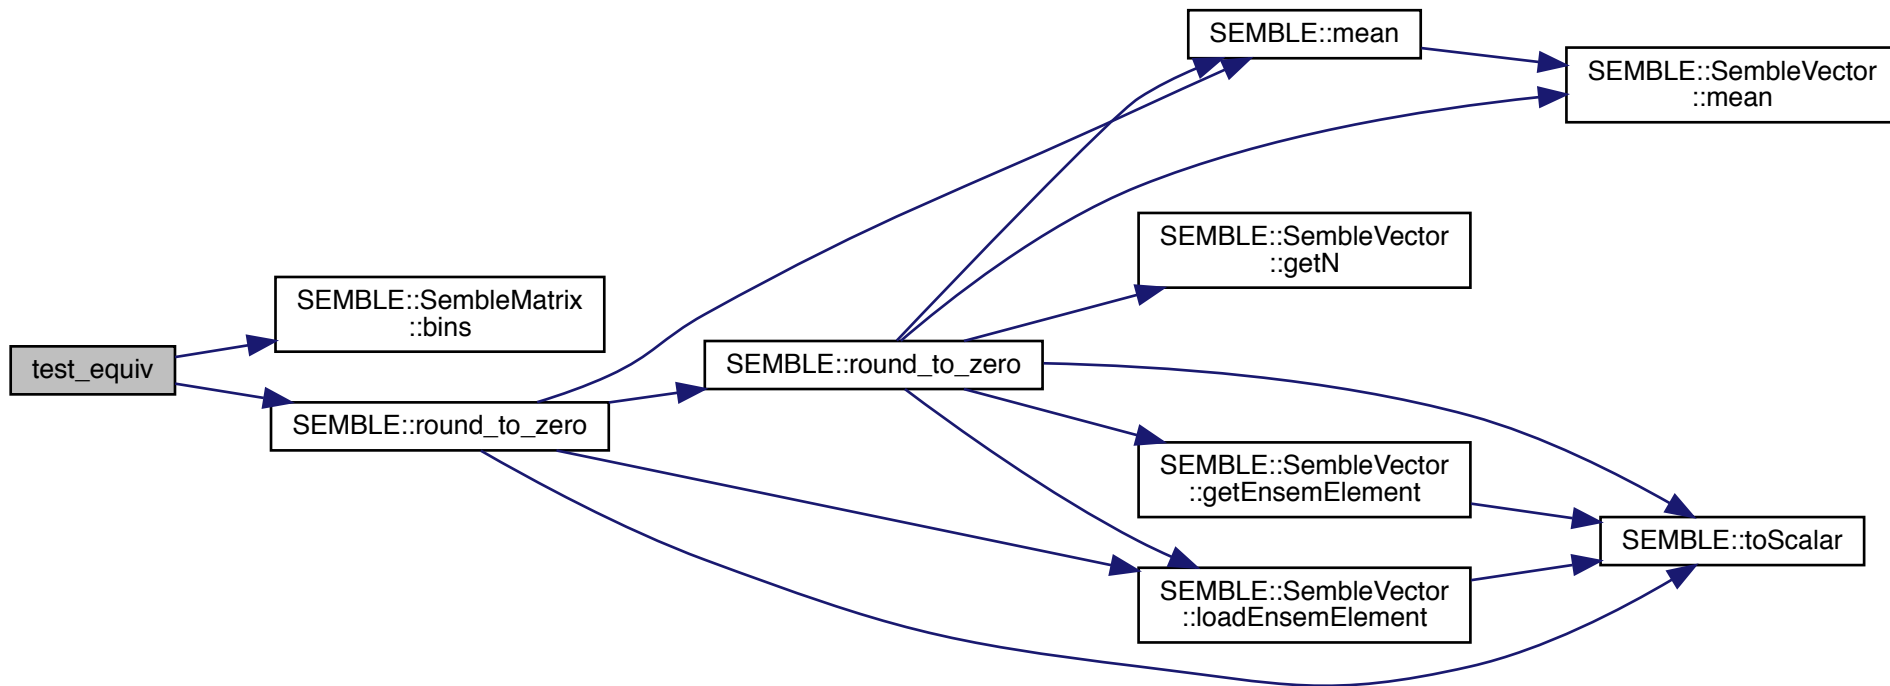 SEMBLE::mean
SEMBLE::SembleVector
::mean
SEMBLE::SembleVector
::getN
SEMBLE::SembleMatrix
::bins
test_equiv
SEMBLE::round_to_zero
SEMBLE::round_to_zero
SEMBLE::SembleVector
::getEnsemElement
SEMBLE::toScalar
SEMBLE::SembleVector
::loadEnsemElement